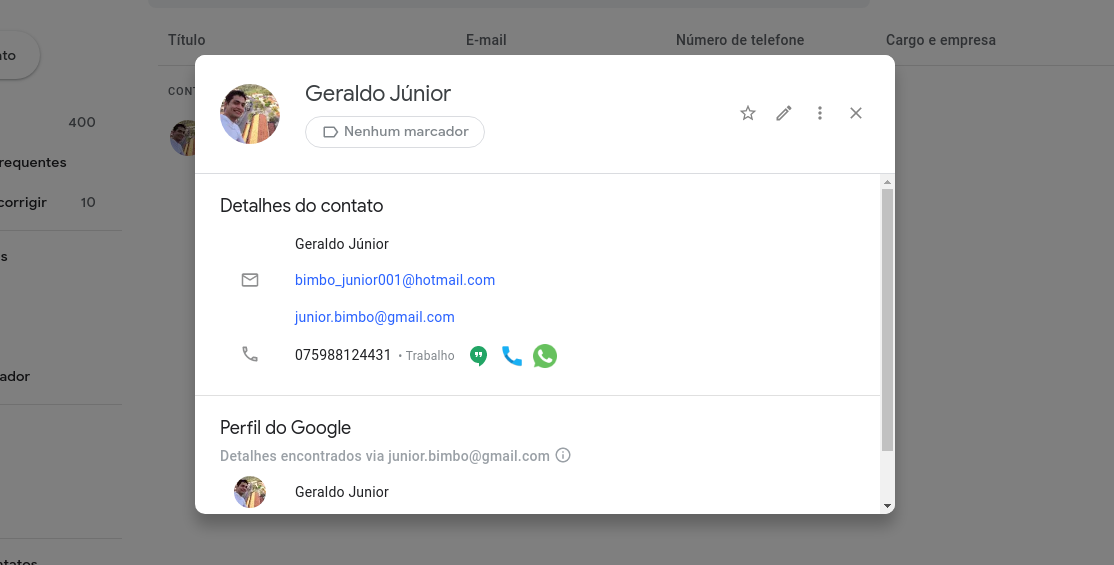 Título E-mail Número de telefone Cargo e empresa
nto
CONT
400
requentes
corrigir 10
s
ador
ntatos
Geraldo Júnior
Nenhum marcador
Detalhes do contato
Geraldo Júnior
bimbo_junior001@hotmail.com
junior.bimbo@gmail.com
075988124431 • Trabalho
Perfil do Google
Detalhes encontrados via junior.bimbo@gmail.com
Geraldo Junior